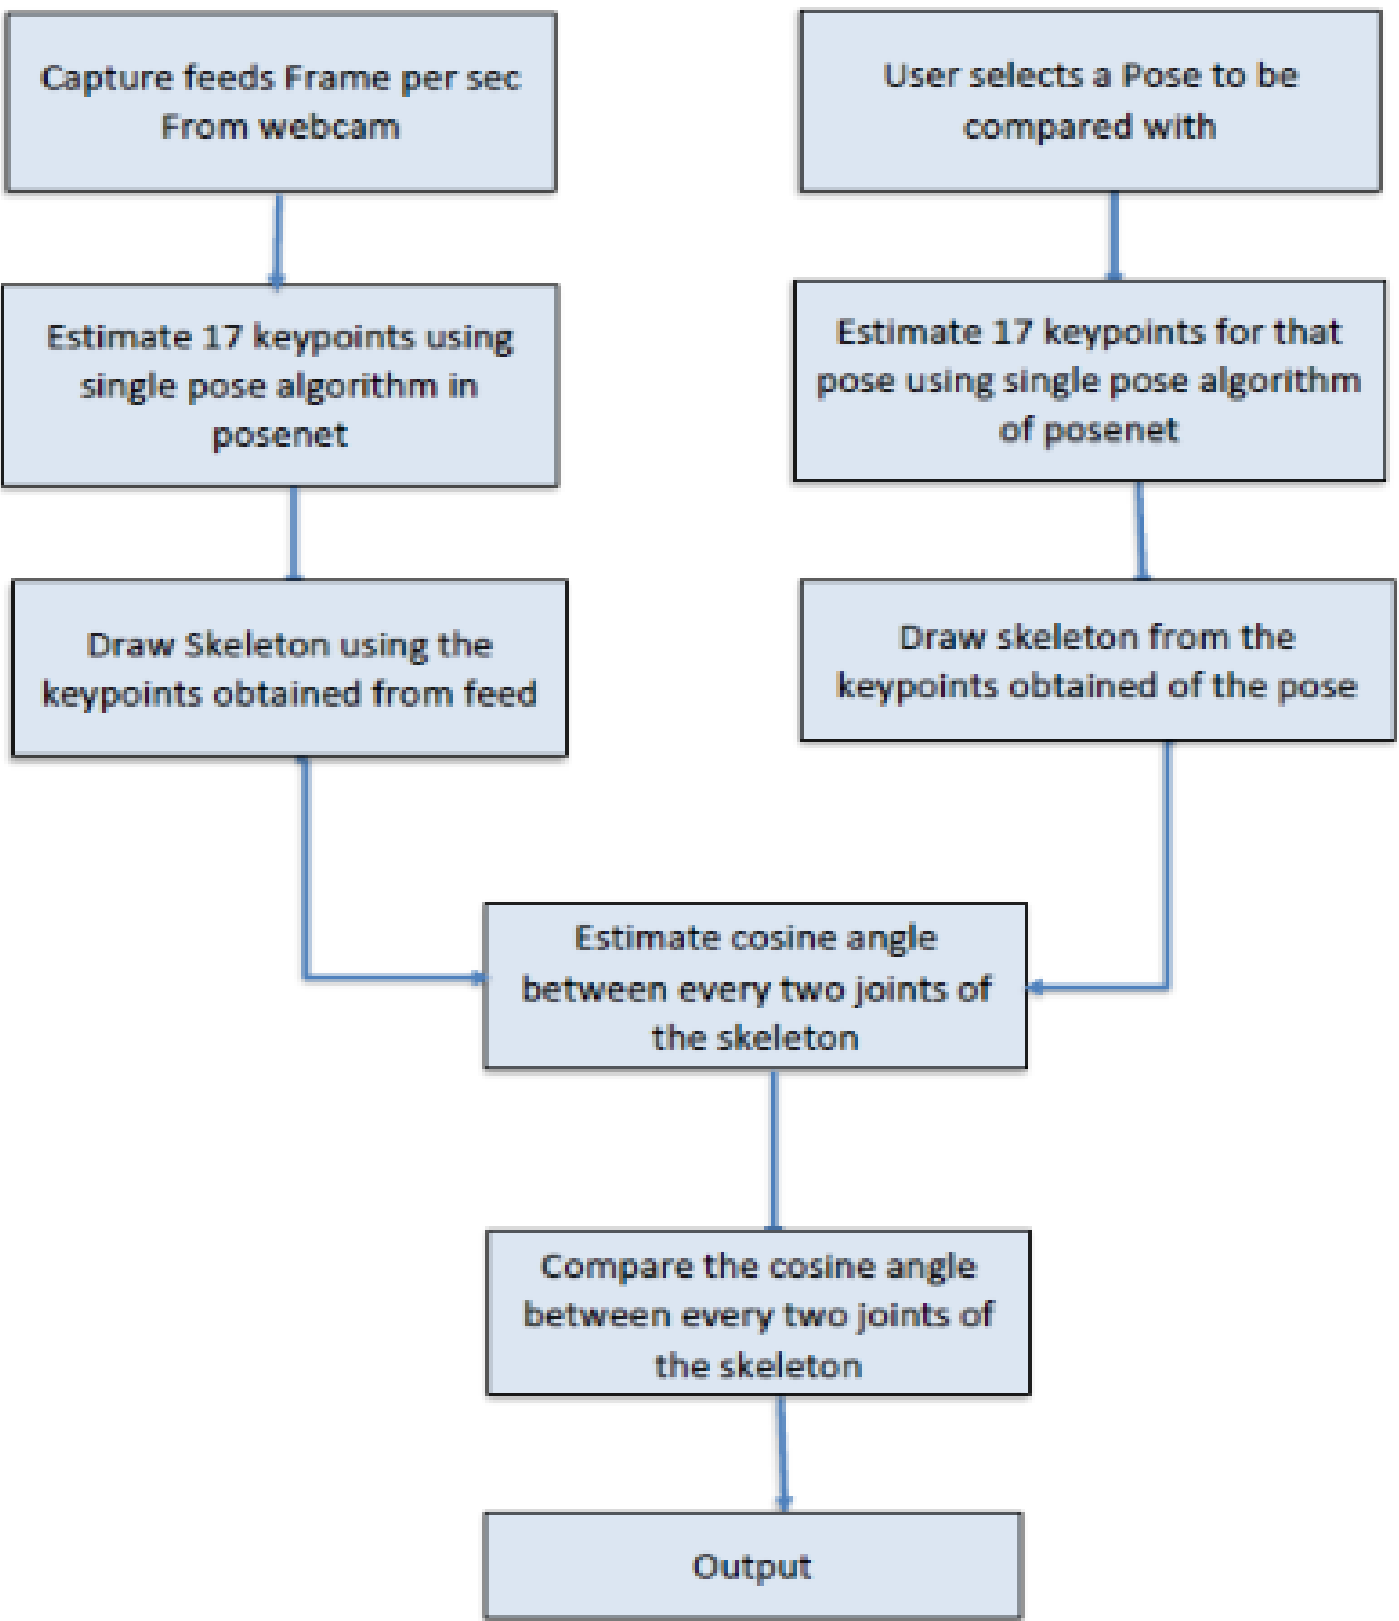 Capture feeds Frame per sec
From webcam
User selects a Pose to be
compared with
Estimate 17 keypoints using
single pose algorithm in
posenet
Estimate 17 keypoints for that
pose using single pose algorithm
of posenet
Draw Skeleton using the
keypoints obtained from feed
Draw skeleton from the
keypoints obtained of the pose
Estimate cosine angle
between every two joints of
the skeleton
Compare the cosine angle
between every two joints of
the skeleton
Output